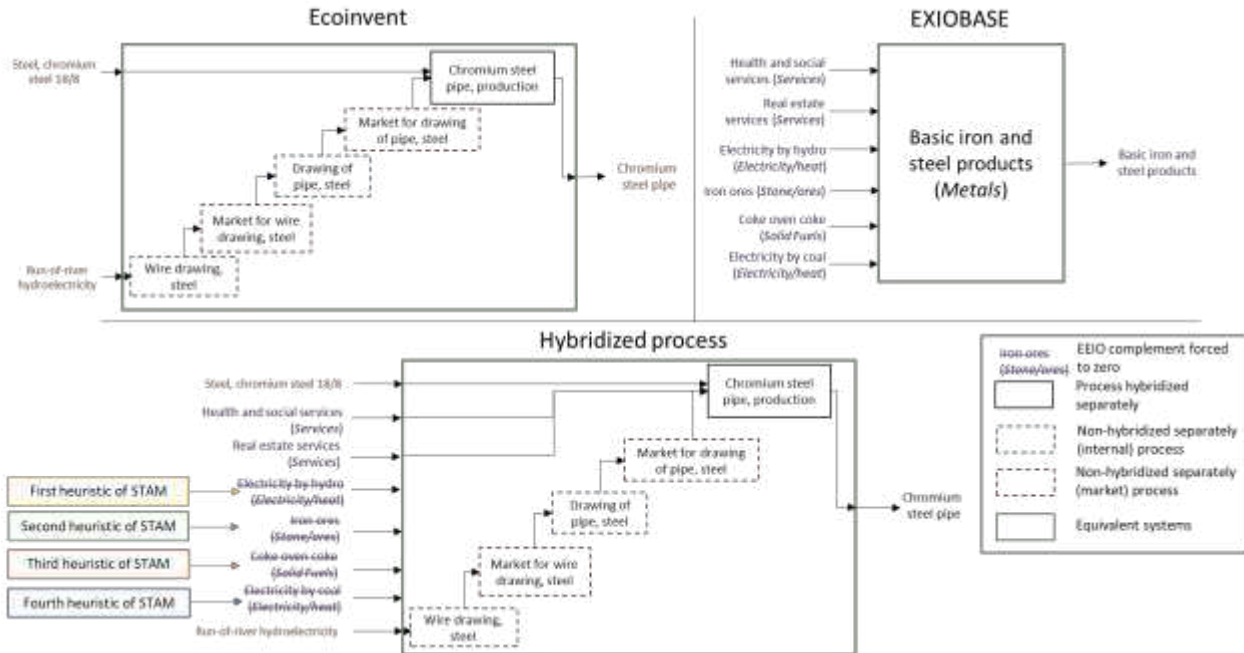 Ecoinvent
Steel, chromium
steel 18/8
Chromium steel
pipe, production
Market for drawing
of pipe, steel
Drawing of
pipe, steel
Market for wire
drawing, steel
Wire drawing,
steel
Run-of-river
hydroelectricity
Chromium
steel pipe
EXIOBASE
Health and social
services (Services)
Real estate
services (Services)
Electricity by hydro
(Electricity/heat)
Iron ores (Stone/ores)
Coke oven coke
(Solid Fuels)
Electricity by coal
(Electricity/heat)
Basic iron and
steel products
(Metals)
Basic iron and
steel products
Hybridized process
Steel, chromium steel 18/8
Health and social services
(Services)
Real estate services
(Services)
Electricity by hydro
(Electricity/heat)
Iron ores
(Stone/ores)
Coke oven coke
(Solid Fuels)
Electricity by coal
(Electricity/heat)
Run-of-river hydroelectricity
First heuristic of STAM
Second heuristic of STAM
Third heuristic of STAM
Fourth heuristic of STAM
Chromium steel
pipe, production
Market for drawing
of pipe, steel
Drawing of
pipe, steel
Market for wire
drawing, steel
Wire drawing,
steel
Chromium
steel pipe
Iron ores
(Stone/ores)
EEIO complement forced
to zero
Process hybridized
separately
Non-hybridized separately
(internal) process
Non-hybridized separately
(market) process
Equivalent systems